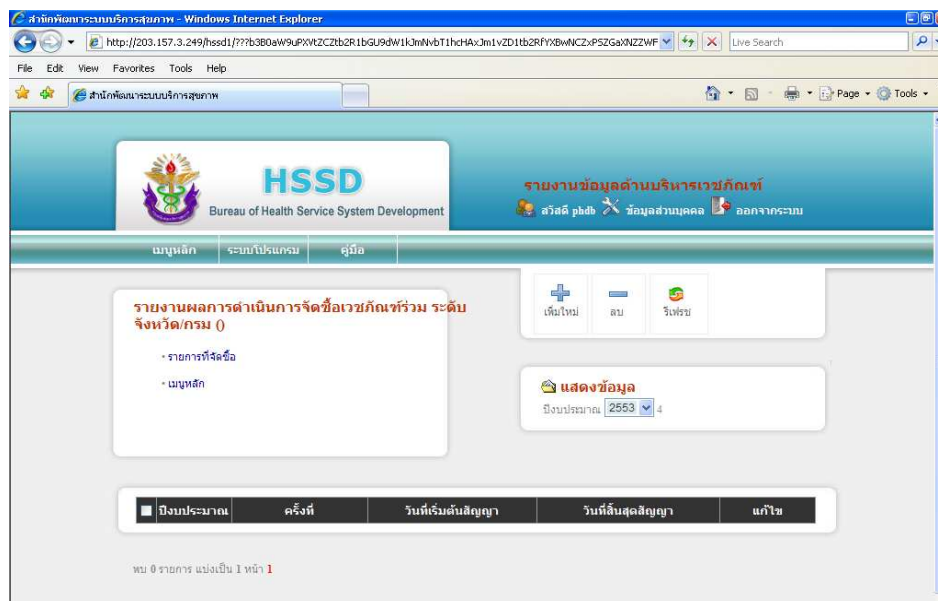 สำนักพัฒนาระบบบริการสุขภาพ - Windows Internet Explorer
Live Search
File Edit View Favorites Tools Help
สำนักพัฒนาระบบบริการสุขภาพ
Page Tools
HSSD
Bureau of Health Service System Development
รายงานข้อมูลด้านบริหารเวชภัณฑ์
สวัสดี phdb ข้อมูลส่วนบุคคล ออกจากระบบ
เมนูหลัก ระบบโปรแกรม คู่มือ
รายงานผลการดำเนินการจัดซื้อเวชภัณฑ์ร่วม ระดับ
จังหวัด/กรม ()
รายการที่จัดซื้อ
เมนูหลัก
เพิ่มใหม่ ลบ รีเฟรช
แสดงข้อมูล
ปีงบประมาณ 2553 4
ปีงบประมาณ ครั้งที่ วันที่เริ่มต้นสัญญา วันที่สิ้นสุดสัญญา แก้ไข
พบ 0 รายการ แบ่งเป็น 1 หน้า 1